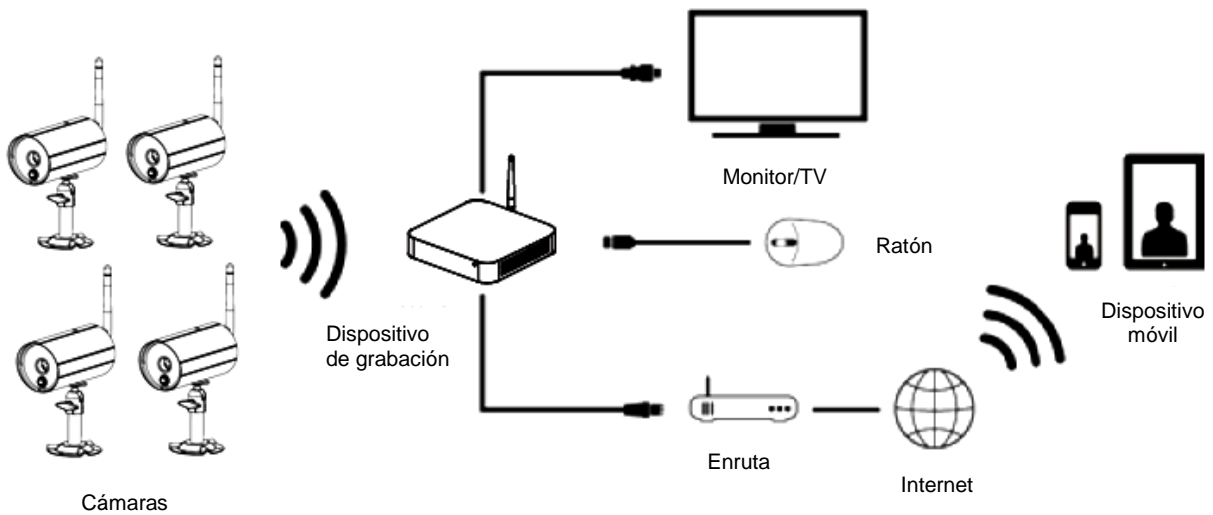 Monitor/TV
Ratón
Dispositivo
móvil
Dispositivo
de grabación
Enruta
Internet
Cámaras